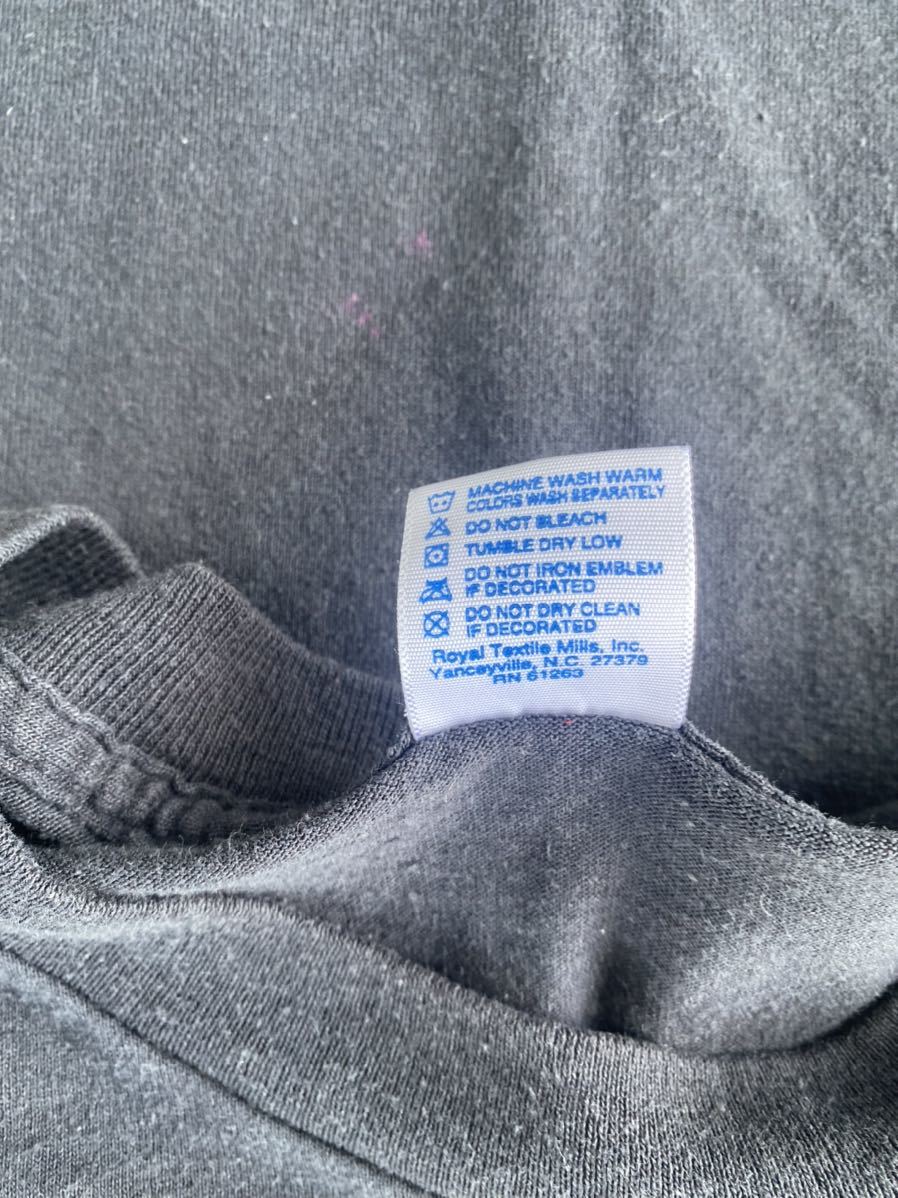 MACHINE WASH WARM
COLORS WASH SEPARATELY
DO NOT BLEACH
TUMBLE DRY LOW
DO NOT IRON EMBLEM
IF DECORATED
DO NOT DRY CLEAN
IF DECORATED
Royal Textile Mills, Inc.
Yanceyville, N.C. 27379
RN 61263